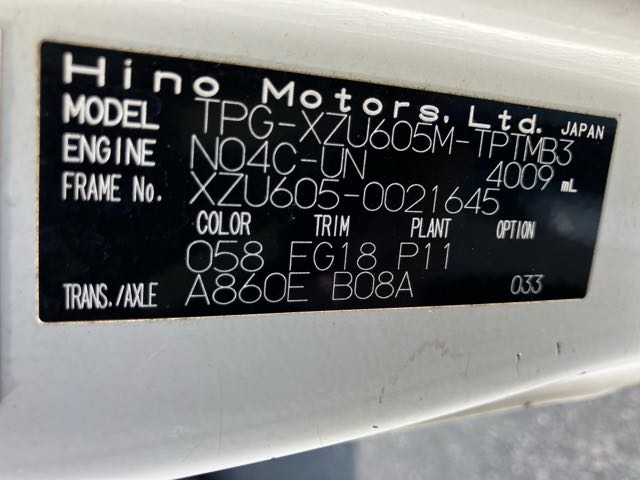 Hino Motors, Ltd. JAPAN
MODEL TPG-XZU605M-TPTMB3
ENGINE N04C-UN 4009 mL
FRAME No. XZU605-0021645
COLOR TRIM PLANT OPTION
058 FG18 P11
TRANS./AXLE A860E B08A 033